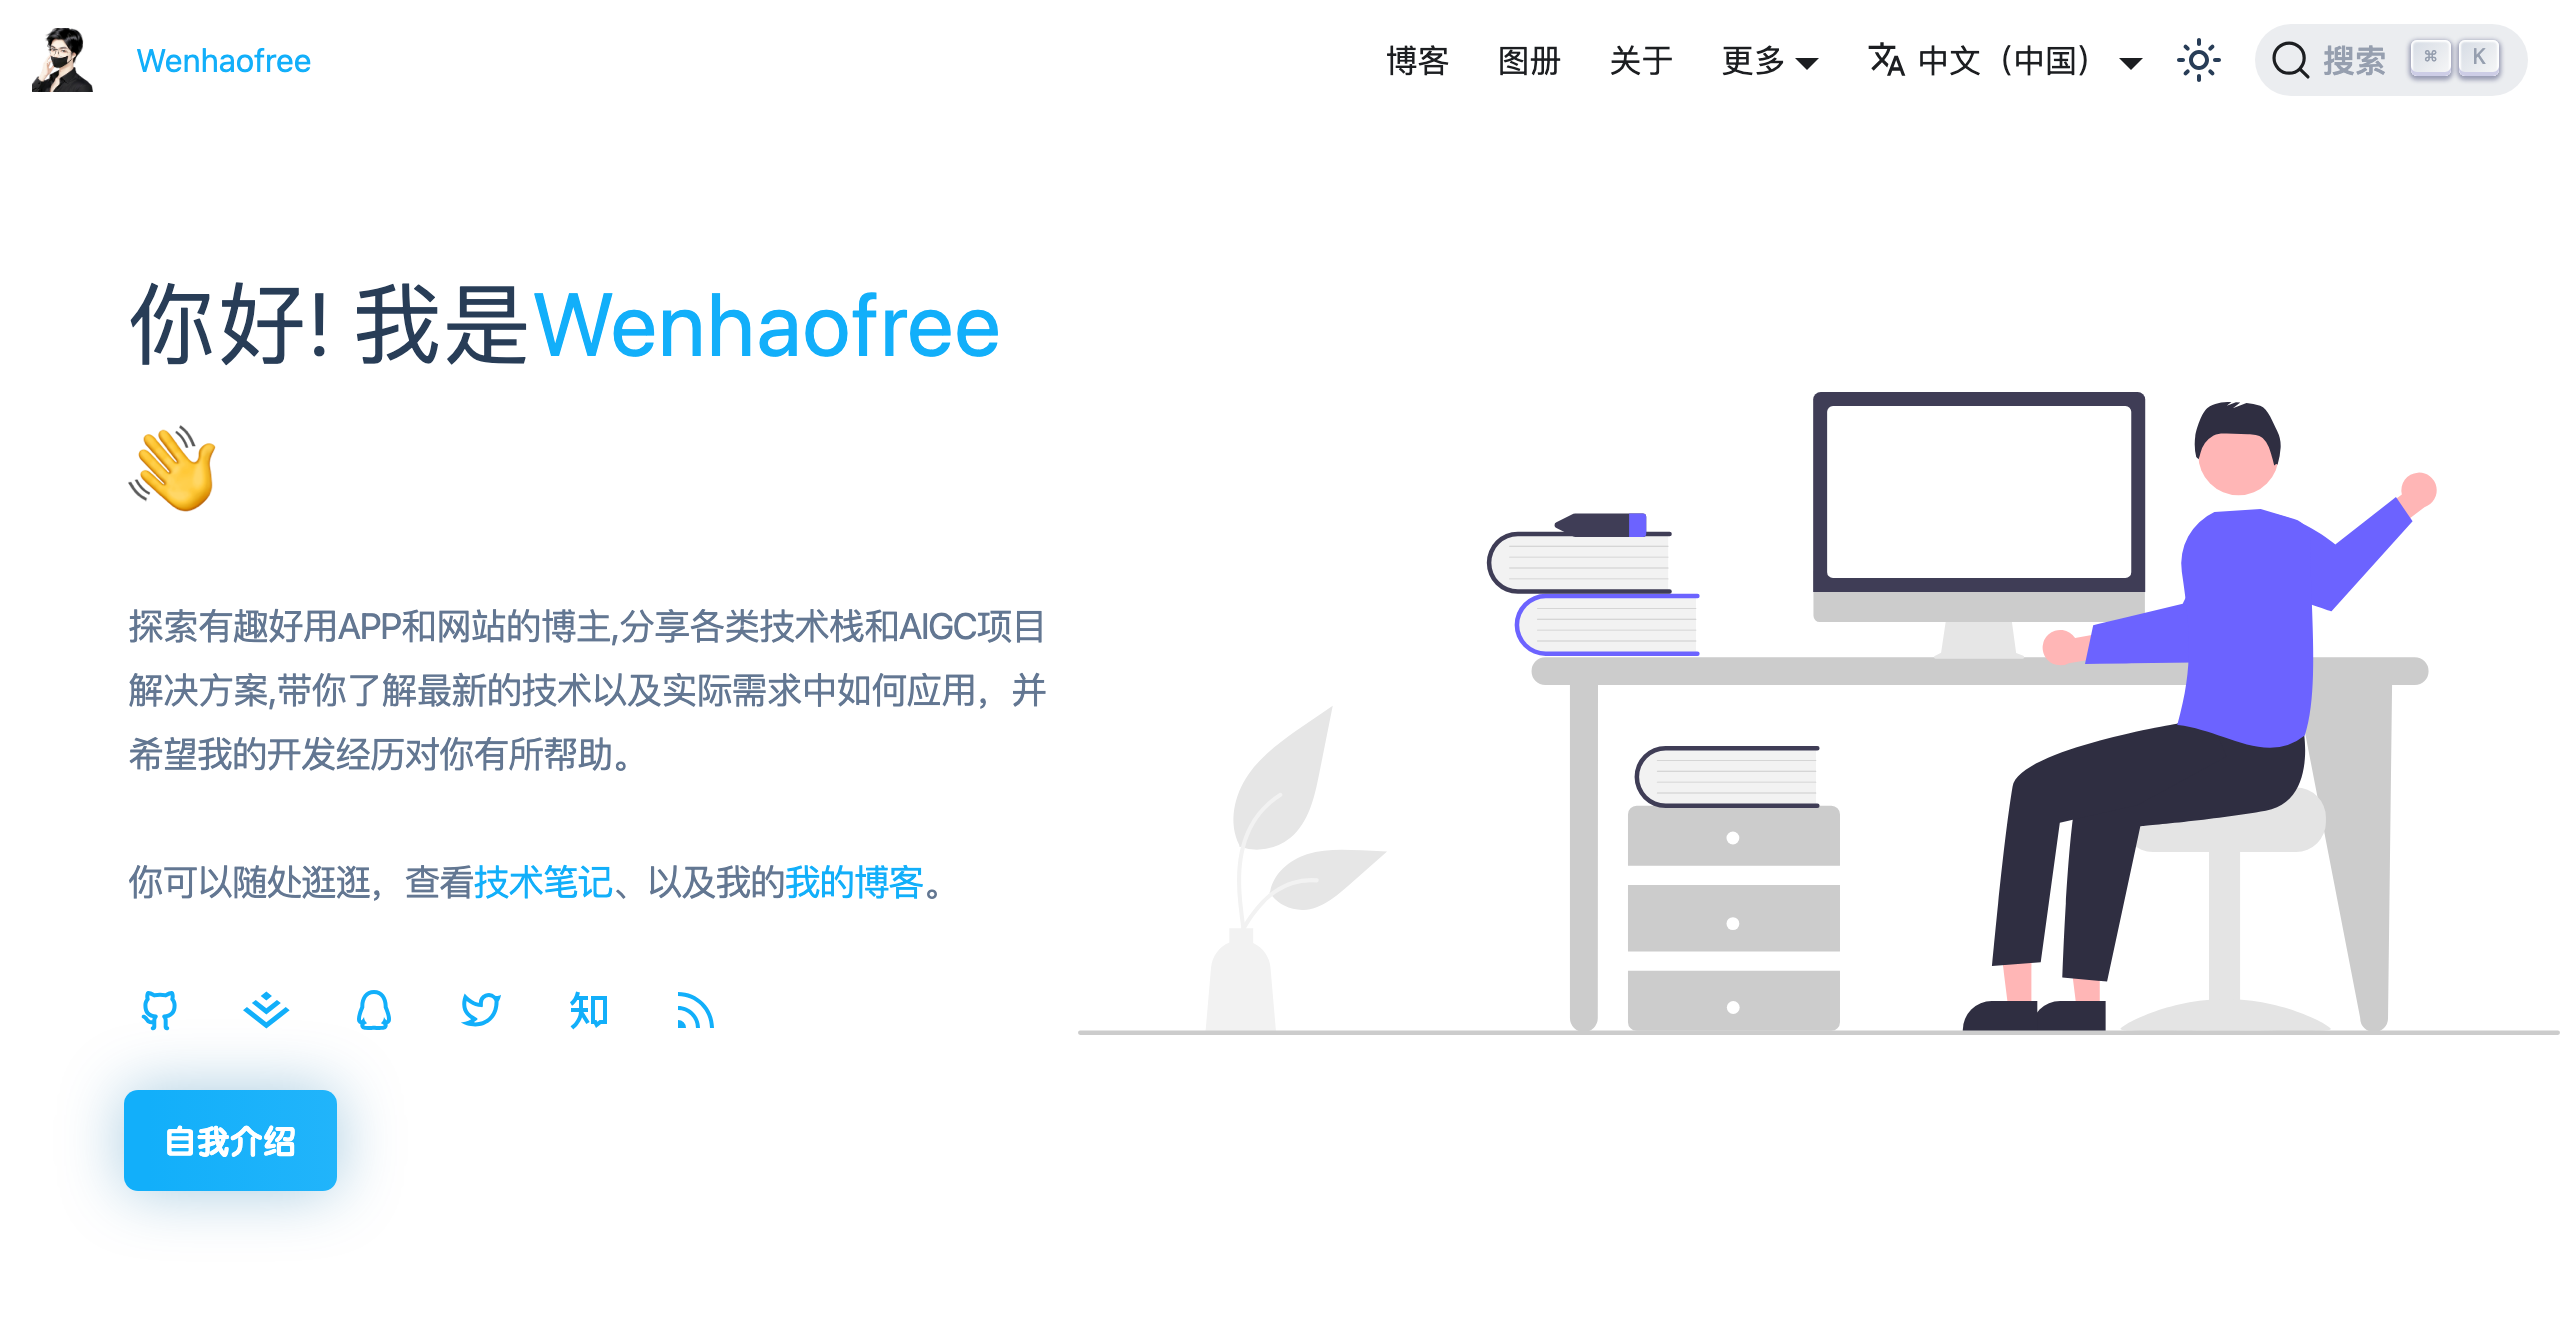 Wenhaofree
博客 图册 关于 更多 中文（中国） 搜索 ⌘ K
你好! 我是Wenhaofree
👋
探索有趣好用APP和网站的博主,分享各类技术栈和AIGC项目
解决方案,带你了解最新的技术以及实际需求中如何应用，并
希望我的开发经历对你有所帮助。
你可以随处逛逛，查看技术笔记、以及我的我的博客。
知
自我介绍